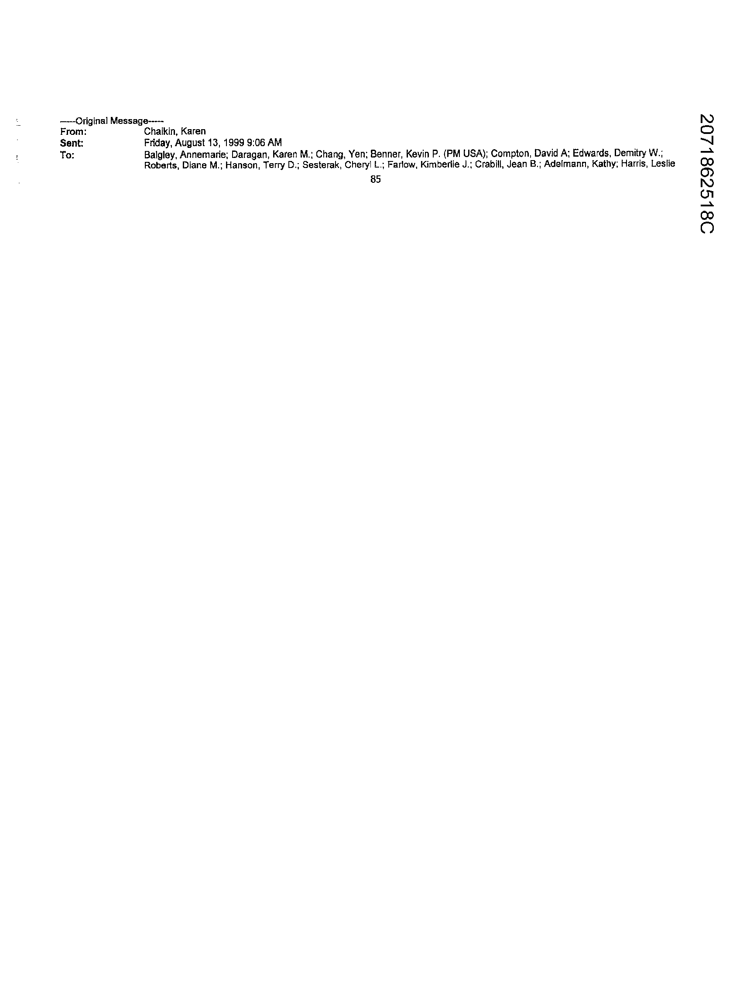 -----Original Message-----
From: Chaikin, Karen
Sent: Friday, August 13, 1999 9:06 AM
To: Balgley, Annemarie; Daragan, Karen M.; Chang, Yen; Benner, Kevin P. (PM USA); Compton, David A; Edwards, Demitry W.;
Roberts, Diane M.; Hanson, Terry D.; Sesterak, Cheryl L.; Farlow, Kimberlie J.; Crabill, Jean B.; Adelmann, Kathy; Harris, Leslie
85
2071862518C